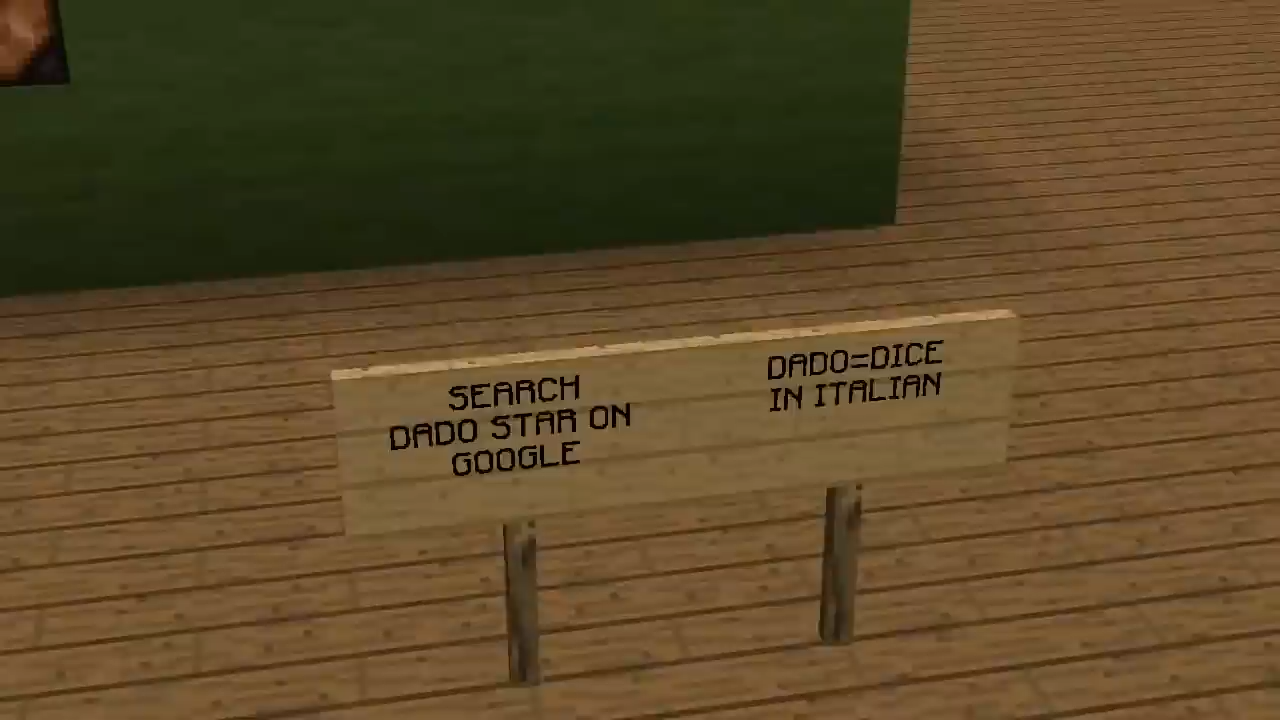 SEARCH
DADO STAR ON
GOOGLE
DADO=DICE
IN ITALIAN